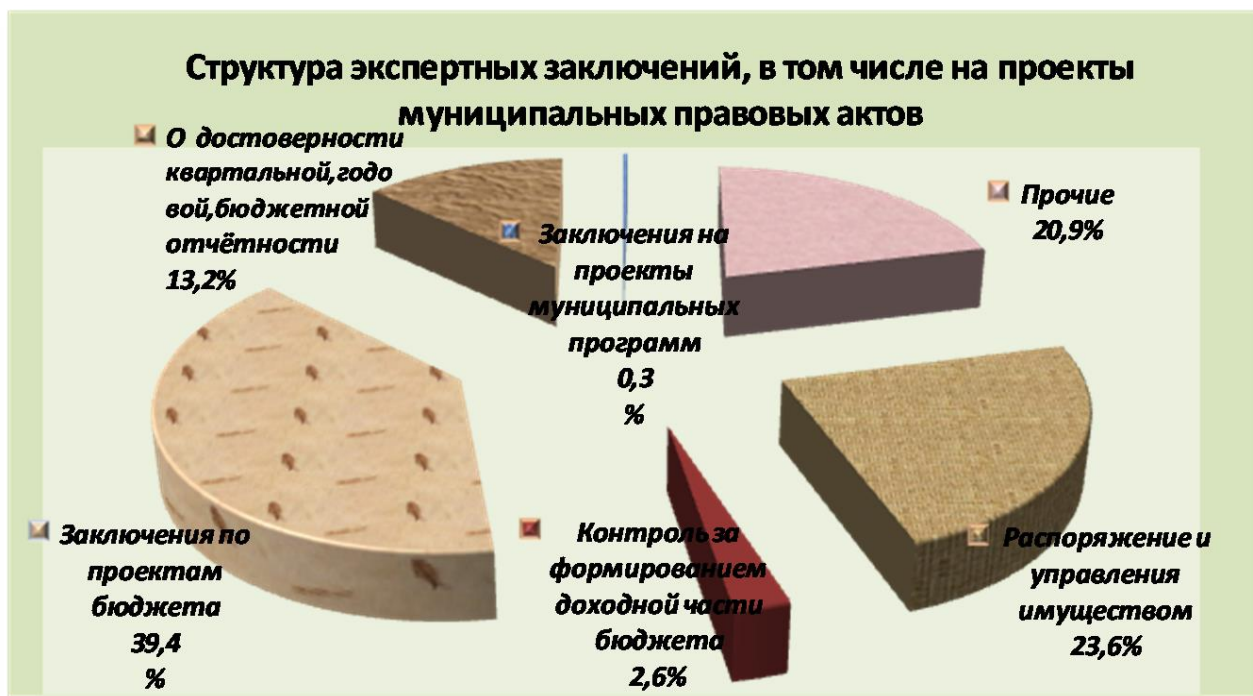 Структура экспертных заключений, в том числе на проекты
муниципальных правовых актов
О достоверности
квартальной,годо
вой,бюджетной
отчётности
13,2%
Заключения на
проекты
муниципальных
программ
0,3
%
Прочие
20,9%
Заключения по
проектам
бюджета
39,4
%
Контроль за
формированием
доходной части
бюджета
2,6%
Распоряжение и
управления
имуществом
23,6%